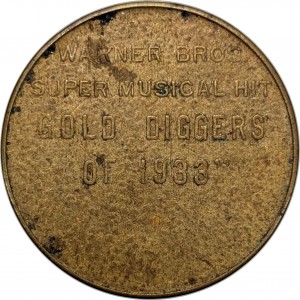 WARNER BROS
SUPER MUSICAL HIT
GOLD DIGGERS
OF 1933"